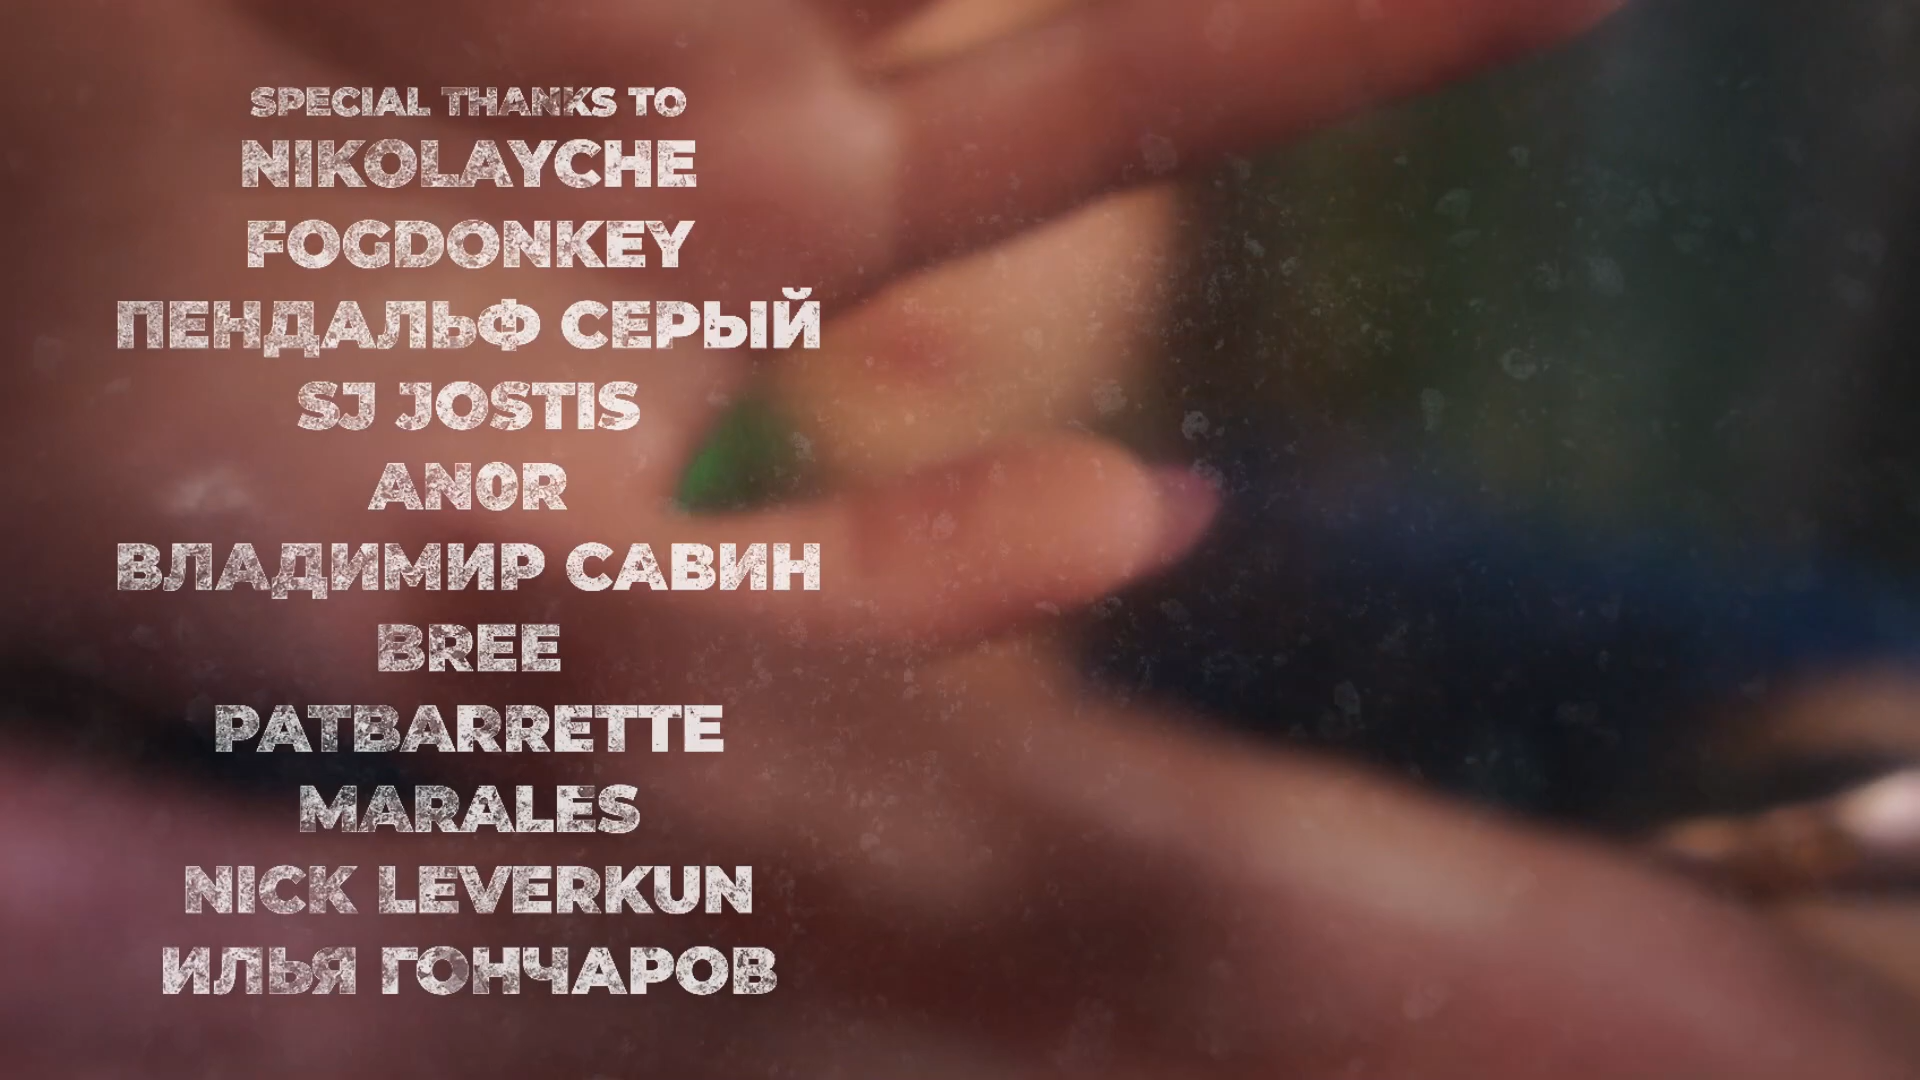 SPECIAL THANKS TO
NIKOLAYCHE
FOGDONKEY
ПЕНДАЛЬФ СЕРЫЙ
SJ JOSTIS
AN0R
ВЛАДИМИР САВИН
BREE
PATBARRETTE
MARALES
NICK LEVERKUN
ИЛЬЯ ГОНЧАРОВ